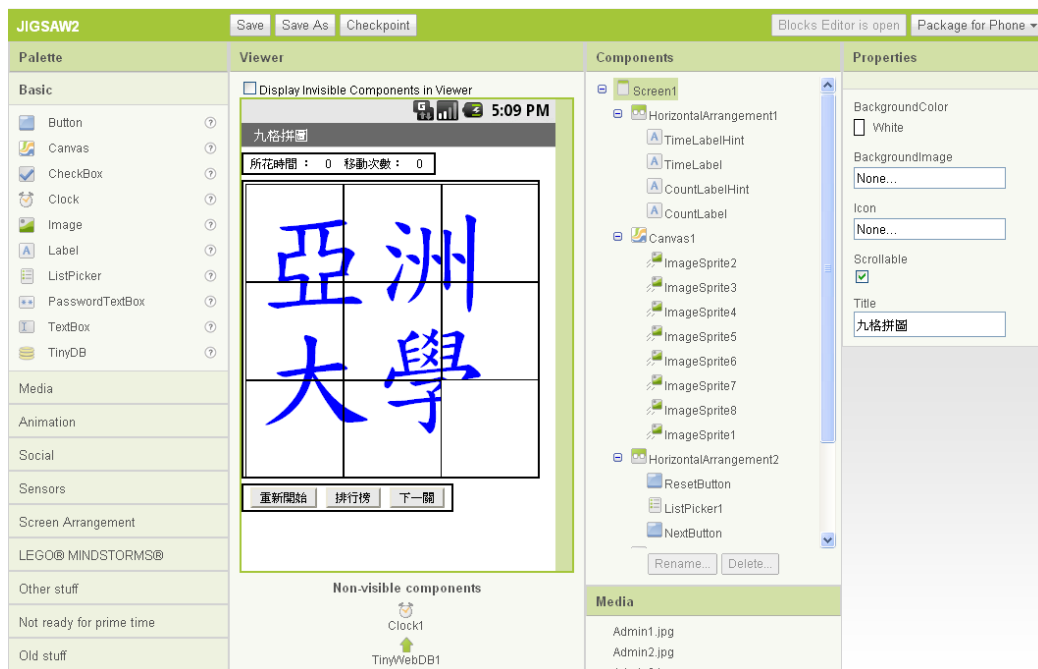 JIGSAW2
Save
Save As
Checkpoint
Blocks Editor is open
Package for Phone
Palette
Basic
Button
Canvas
CheckBox
Clock
Image
Label
ListPicker
PasswordTextBox
TextBox
TinyDB
Media
Animation
Social
Sensors
Screen Arrangement
LEGO® MINDSTORMS®
Other stuff
Not ready for prime time
Old stuff
Viewer
Display Invisible Components in Viewer
5:09 PM
九格拼圖
所花時間： 0 移動次數： 0
亞洲
大學
重新開始 排行榜 下一關
Non-visible components
Clock1
TinyWebDB1
Components
Screen1
HorizontalArrangement1
TimeLabelHint
TimeLabel
CountLabelHint
CountLabel
Canvas1
ImageSprite2
ImageSprite3
ImageSprite4
ImageSprite5
ImageSprite6
ImageSprite7
ImageSprite8
ImageSprite1
HorizontalArrangement2
ResetButton
ListPicker1
NextButton
Rename...
Delete...
Media
Admin1.jpg
Admin2.jpg
Properties
BackgroundColor
White
BackgroundImage
None...
Icon
None...
Scrollable
Title
九格拼圖